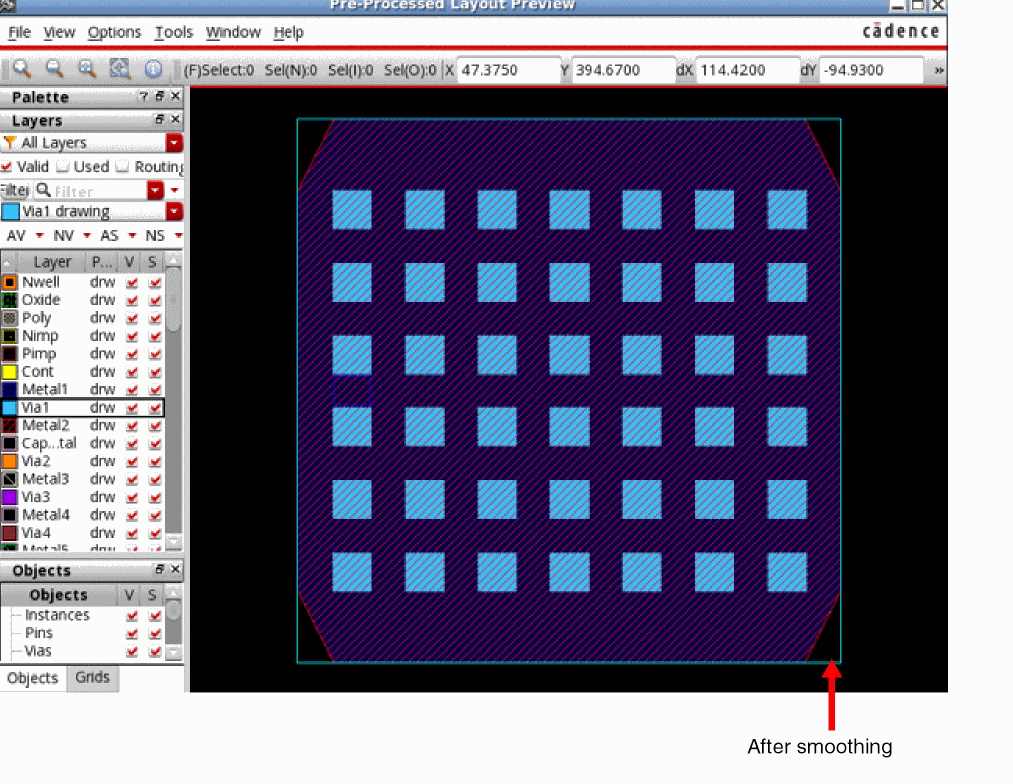 Pre-Processed Layout Preview
File View Options Tools Window Help
cādence
(F)Select:0 Sel(N):0 Sel(I):0 Sel(O):0 X 47.3750 Y 394.6700 dX 114.4200 dY -94.9300 »
Palette ?
Layers
All Layers
Valid Used Routing
Filter Filter
Via1 drawing
AV NV AS NS
Layer P... V S
Nwell drw
Oxide drw
Poly drw
Nimp drw
Pimp drw
Cont drw
Metal1 drw
Via1 drw
Metal2 drw
Cap...tal drw
Via2 drw
Metal3 drw
Via3 drw
Metal4 drw
Via4 drw
Metal5 drw
Objects
Objects V S
Instances
Pins
Vias
Objects Grids
After smoothing